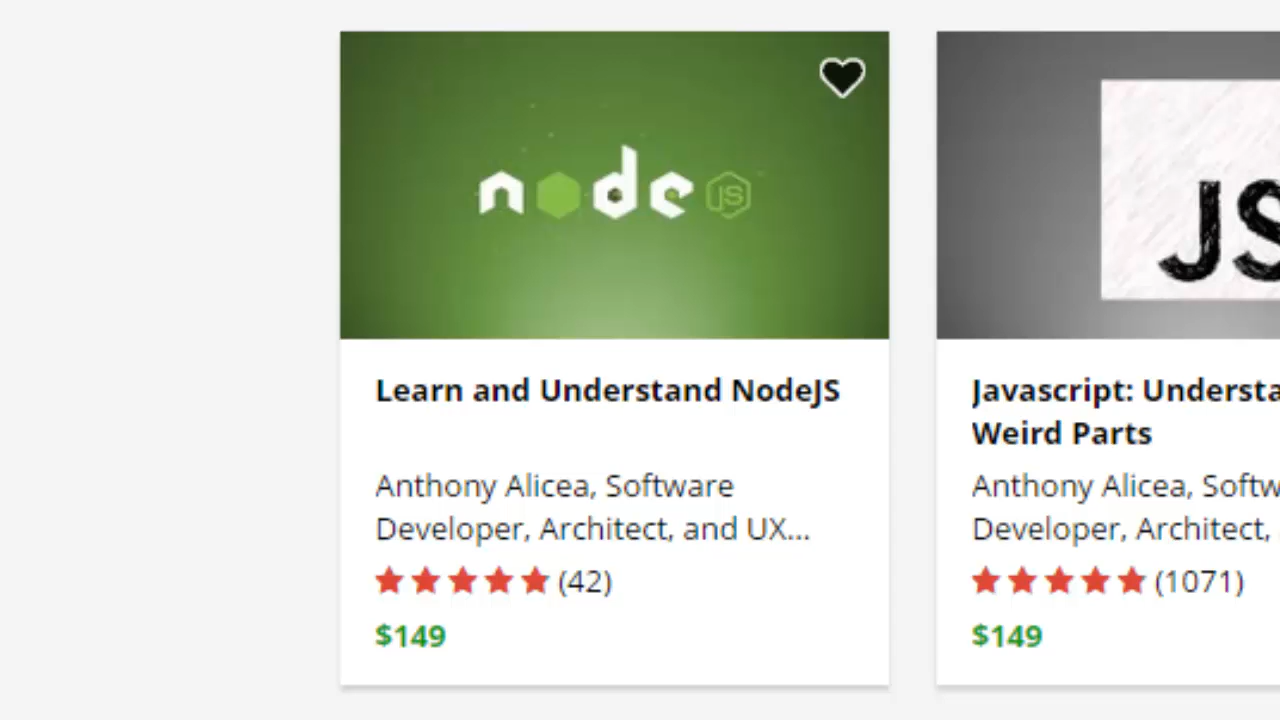 node JS
JS
Learn and Understand NodeJS
Anthony Alicea, Software
Developer, Architect, and UX...
(42)
$149
Javascript: Understa
Weird Parts
Anthony Alicea, Softw
Developer, Architect,
(1071)
$149